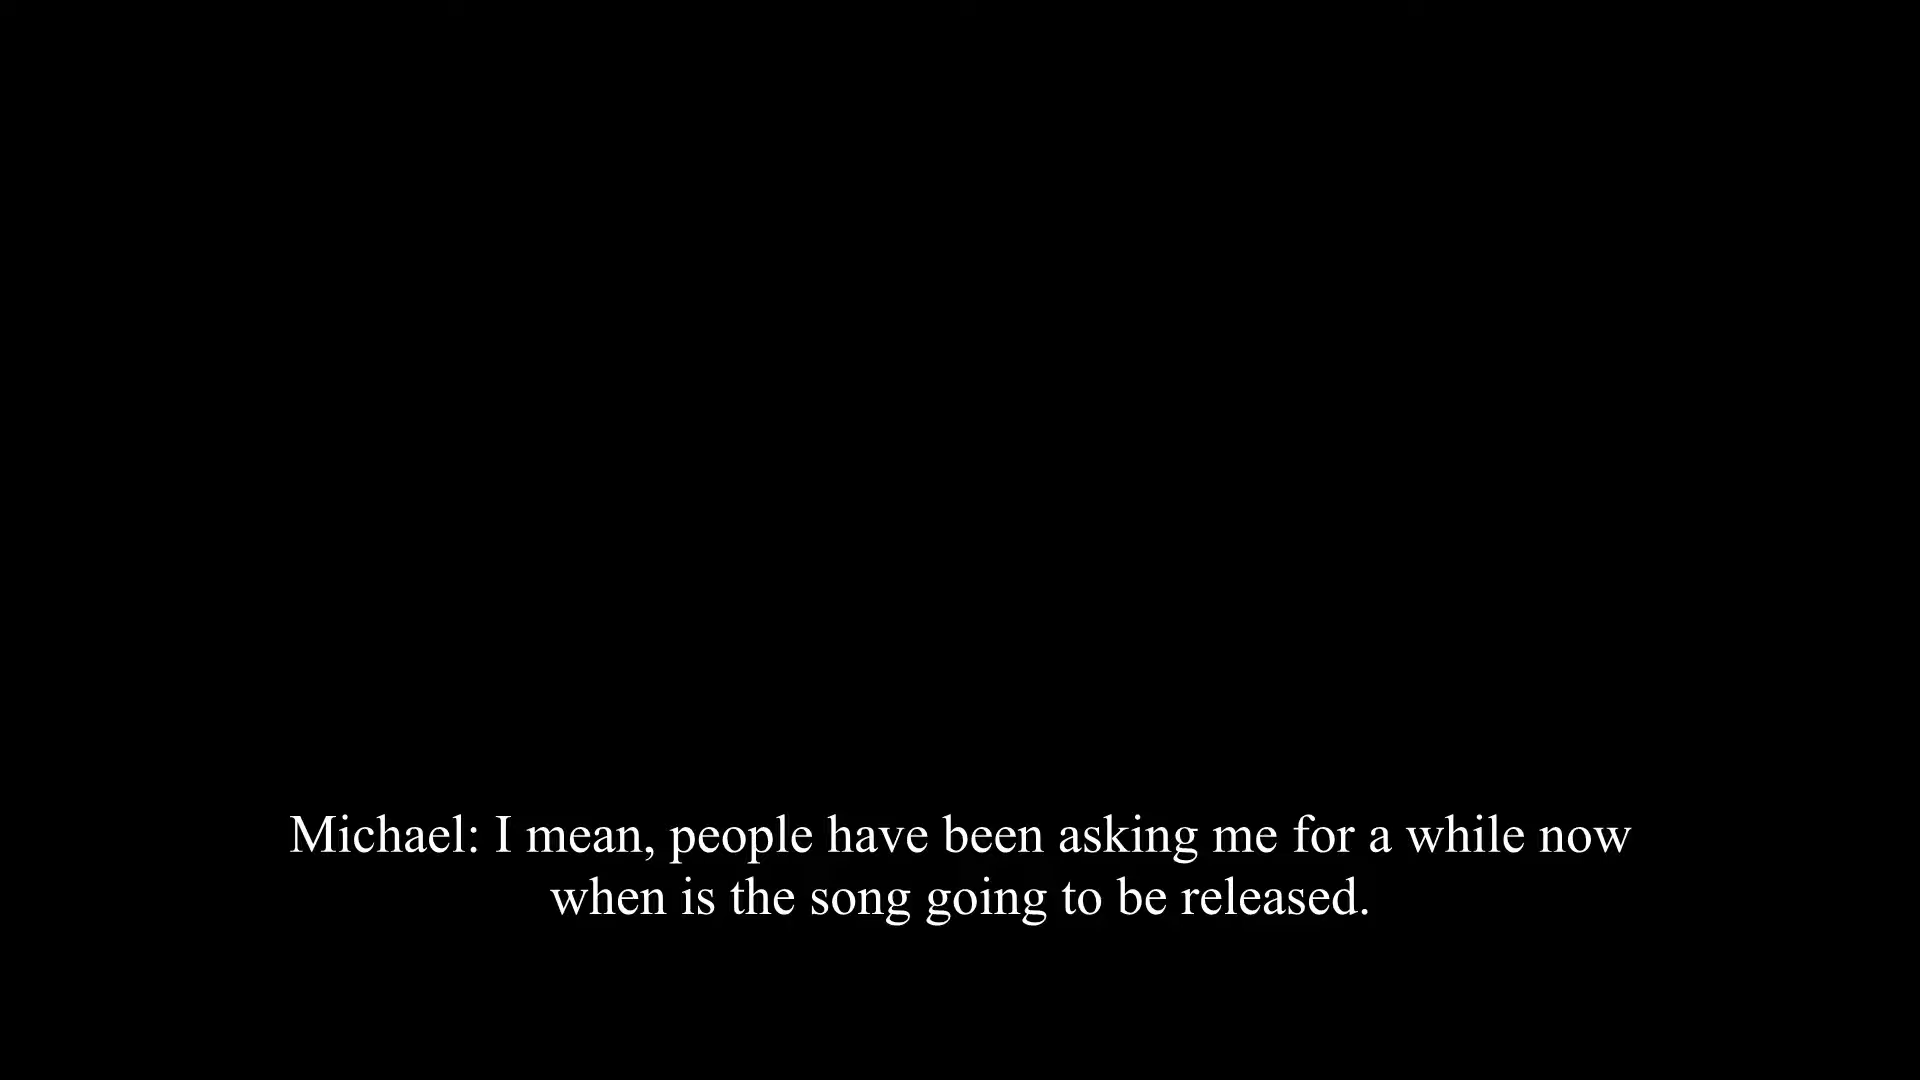 Michael: I mean, people have been asking me for a while now
when is the song going to be released.